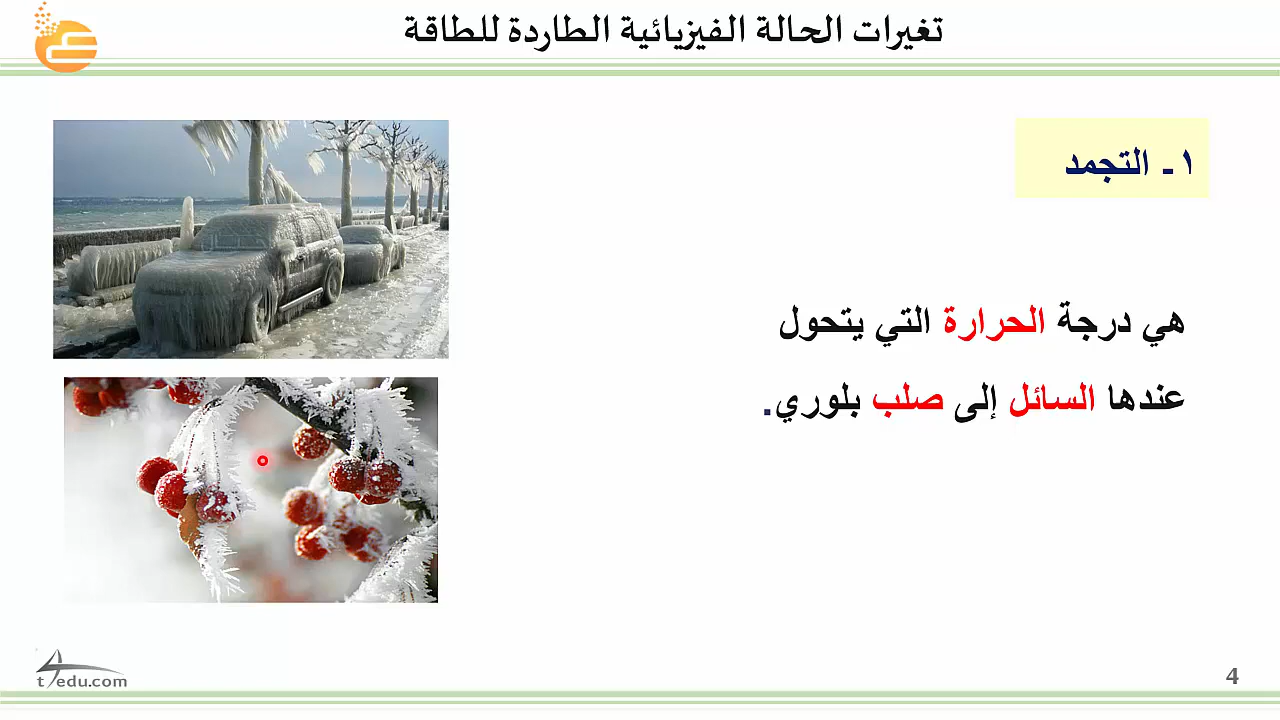 تغيرات الحالة الفيزيائية الطاردة للطاقة
١ـ التجمد
هي درجة الحرارة التي يتحول
عندها السائل إلى صلب بلوري.
t4edu.com
4